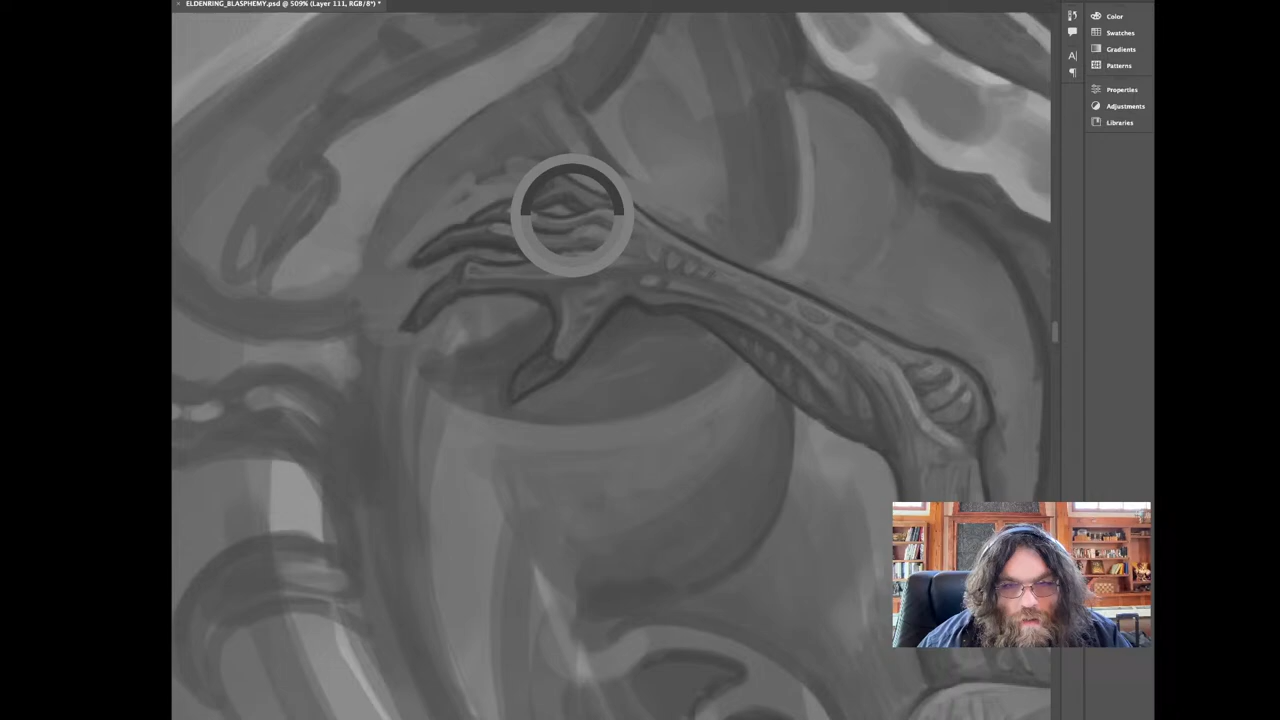 × ELDENRING_BLASPHEMY.psd @ 509% (Layer 111, RGB/8*) *
Color
Swatches
Gradients
Patterns
Properties
Adjustments
Libraries